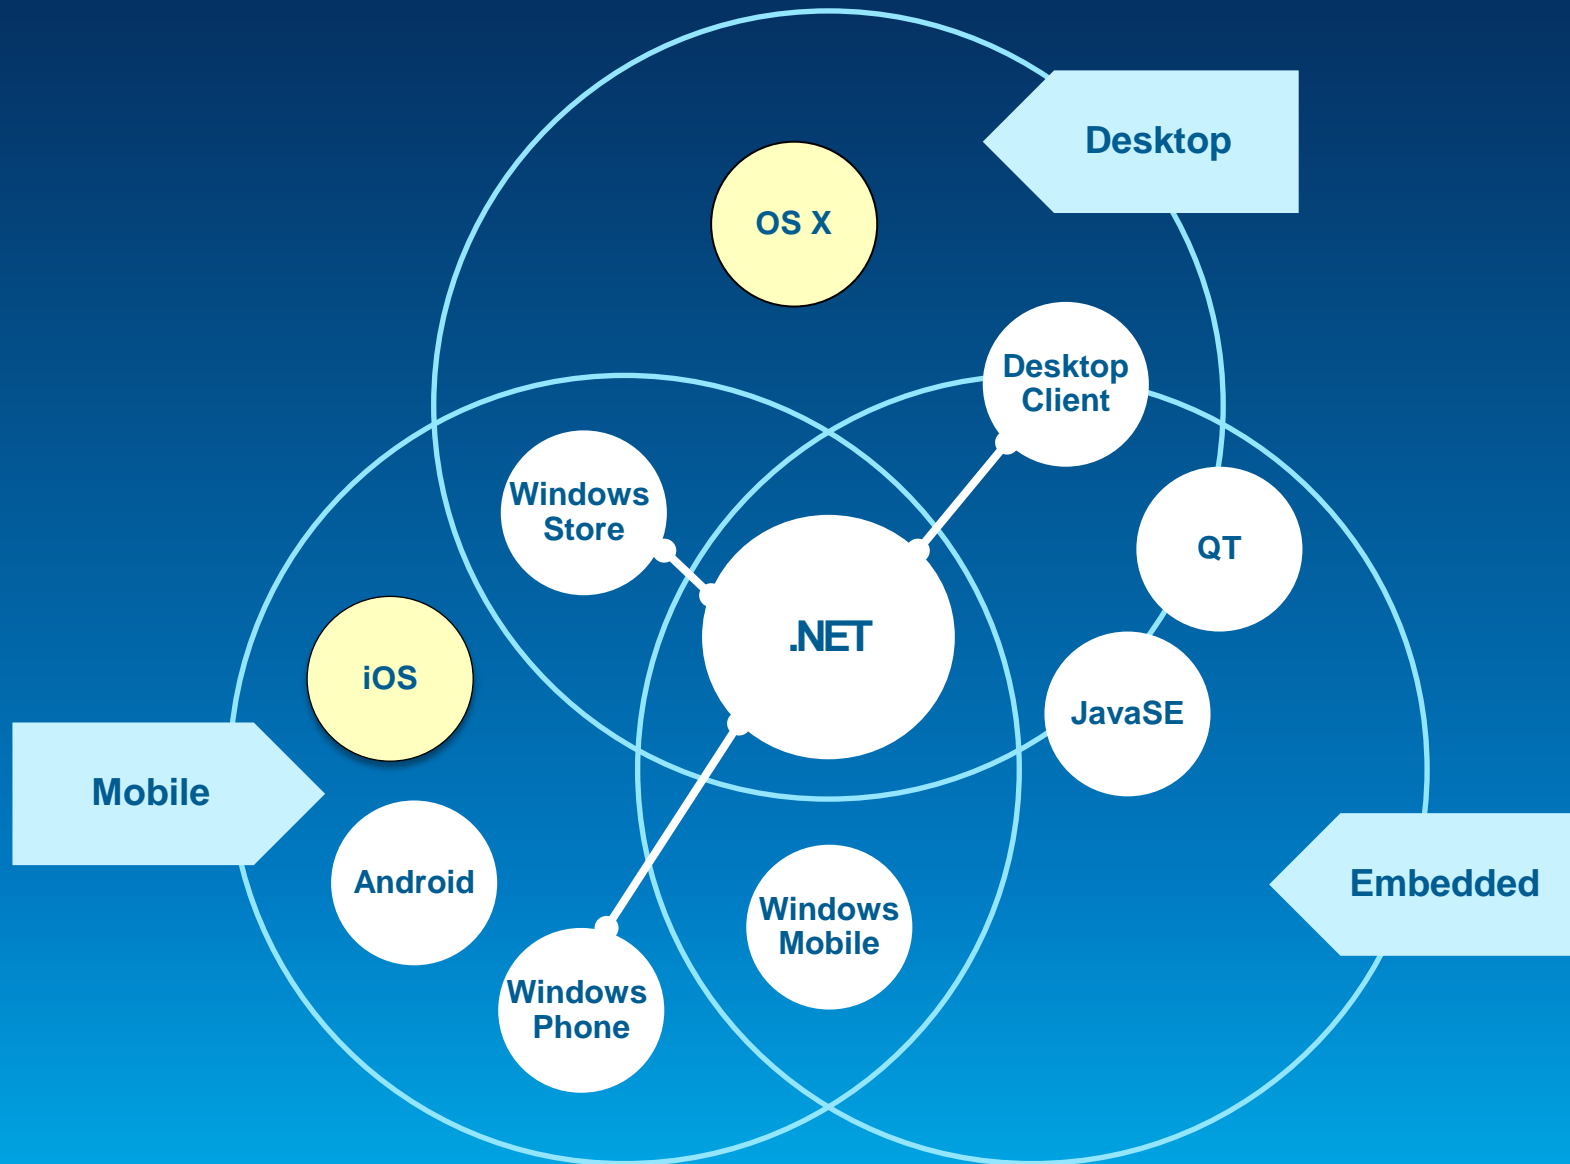 Desktop
OS X
Desktop
Client
Windows
Store
QT
.NET
iOS
JavaSE
Mobile
Android
Embedded
Windows
Mobile
Windows
Phone